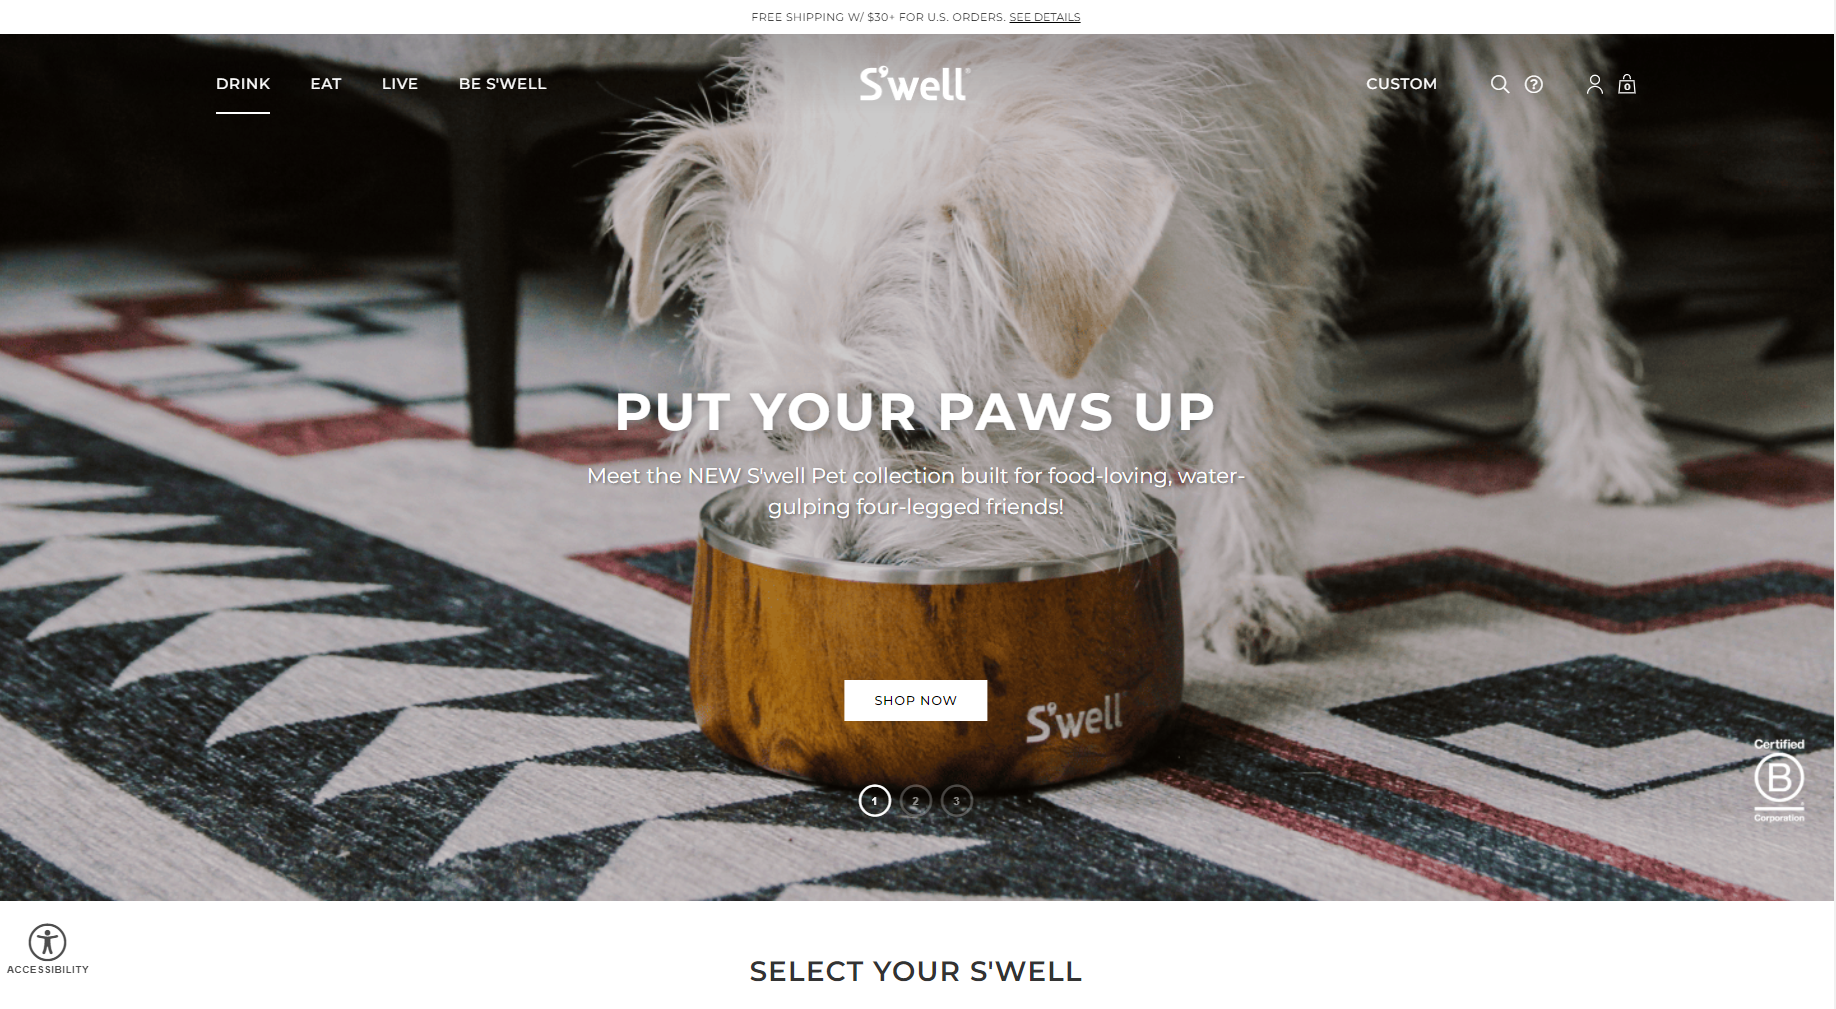 FREE SHIPPING W/ $30+ FOR U.S. ORDERS. SEE DETAILS
DRINK EAT LIVE BE S'WELL S'well® CUSTOM 0
PUT YOUR PAWS UP
Meet the NEW S'well Pet collection built for food-loving, water-
gulping four-legged friends!
SHOP NOW
S'well
1 2 3
Certified
B
Corporation
ACCESSIBILITY
SELECT YOUR S'WELL